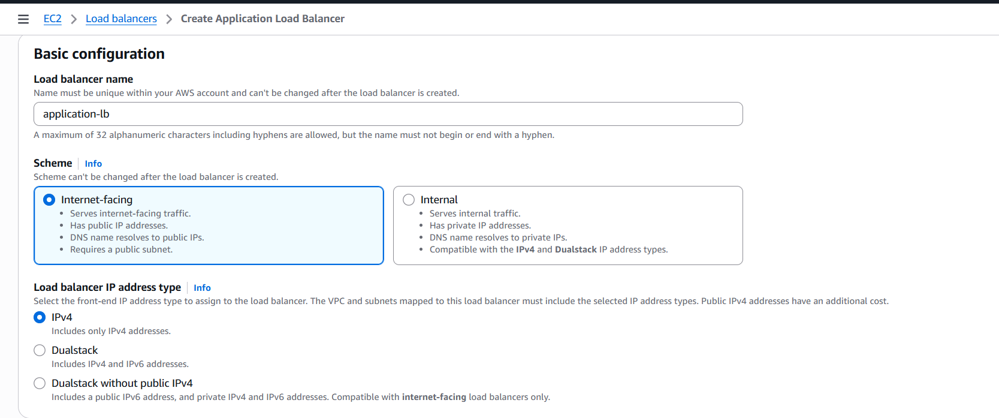 EC2 > Load balancers > Create Application Load Balancer
Basic configuration
Load balancer name
Name must be unique within your AWS account and can't be changed after the load balancer is created.
application-lb
A maximum of 32 alphanumeric characters including hyphens are allowed, but the name must not begin or end with a hyphen.
Scheme | Info
Scheme can't be changed after the load balancer is created.
Internet-facing
• Serves internet-facing traffic.
• Has public IP addresses.
• DNS name resolves to public IPs.
• Requires a public subnet.
Internal
• Serves internal traffic.
• Has private IP addresses.
• DNS name resolves to private IPs.
• Compatible with the IPv4 and Dualstack IP address types.
Load balancer IP address type | Info
Select the front-end IP address type to assign to the load balancer. The VPC and subnets mapped to this load balancer must include the selected IP address types. Public IPv4 addresses have an additional cost.
IPv4
Includes only IPv4 addresses.
Dualstack
Includes IPv4 and IPv6 addresses.
Dualstack without public IPv4
Includes a public IPv6 address, and private IPv4 and IPv6 addresses. Compatible with internet-facing load balancers only.